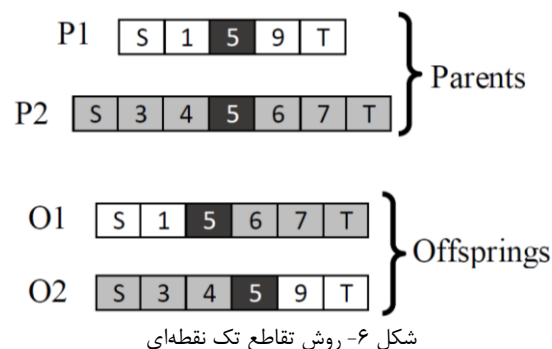 P1 S 1 5 9 T
P2 S 3 4 5 6 7 T
Parents
O1 S 1 5 6 7 T
O2 S 3 4 5 9 T
Offsprings
شکل ۶- روش تقاطع تک نقطه‌ای